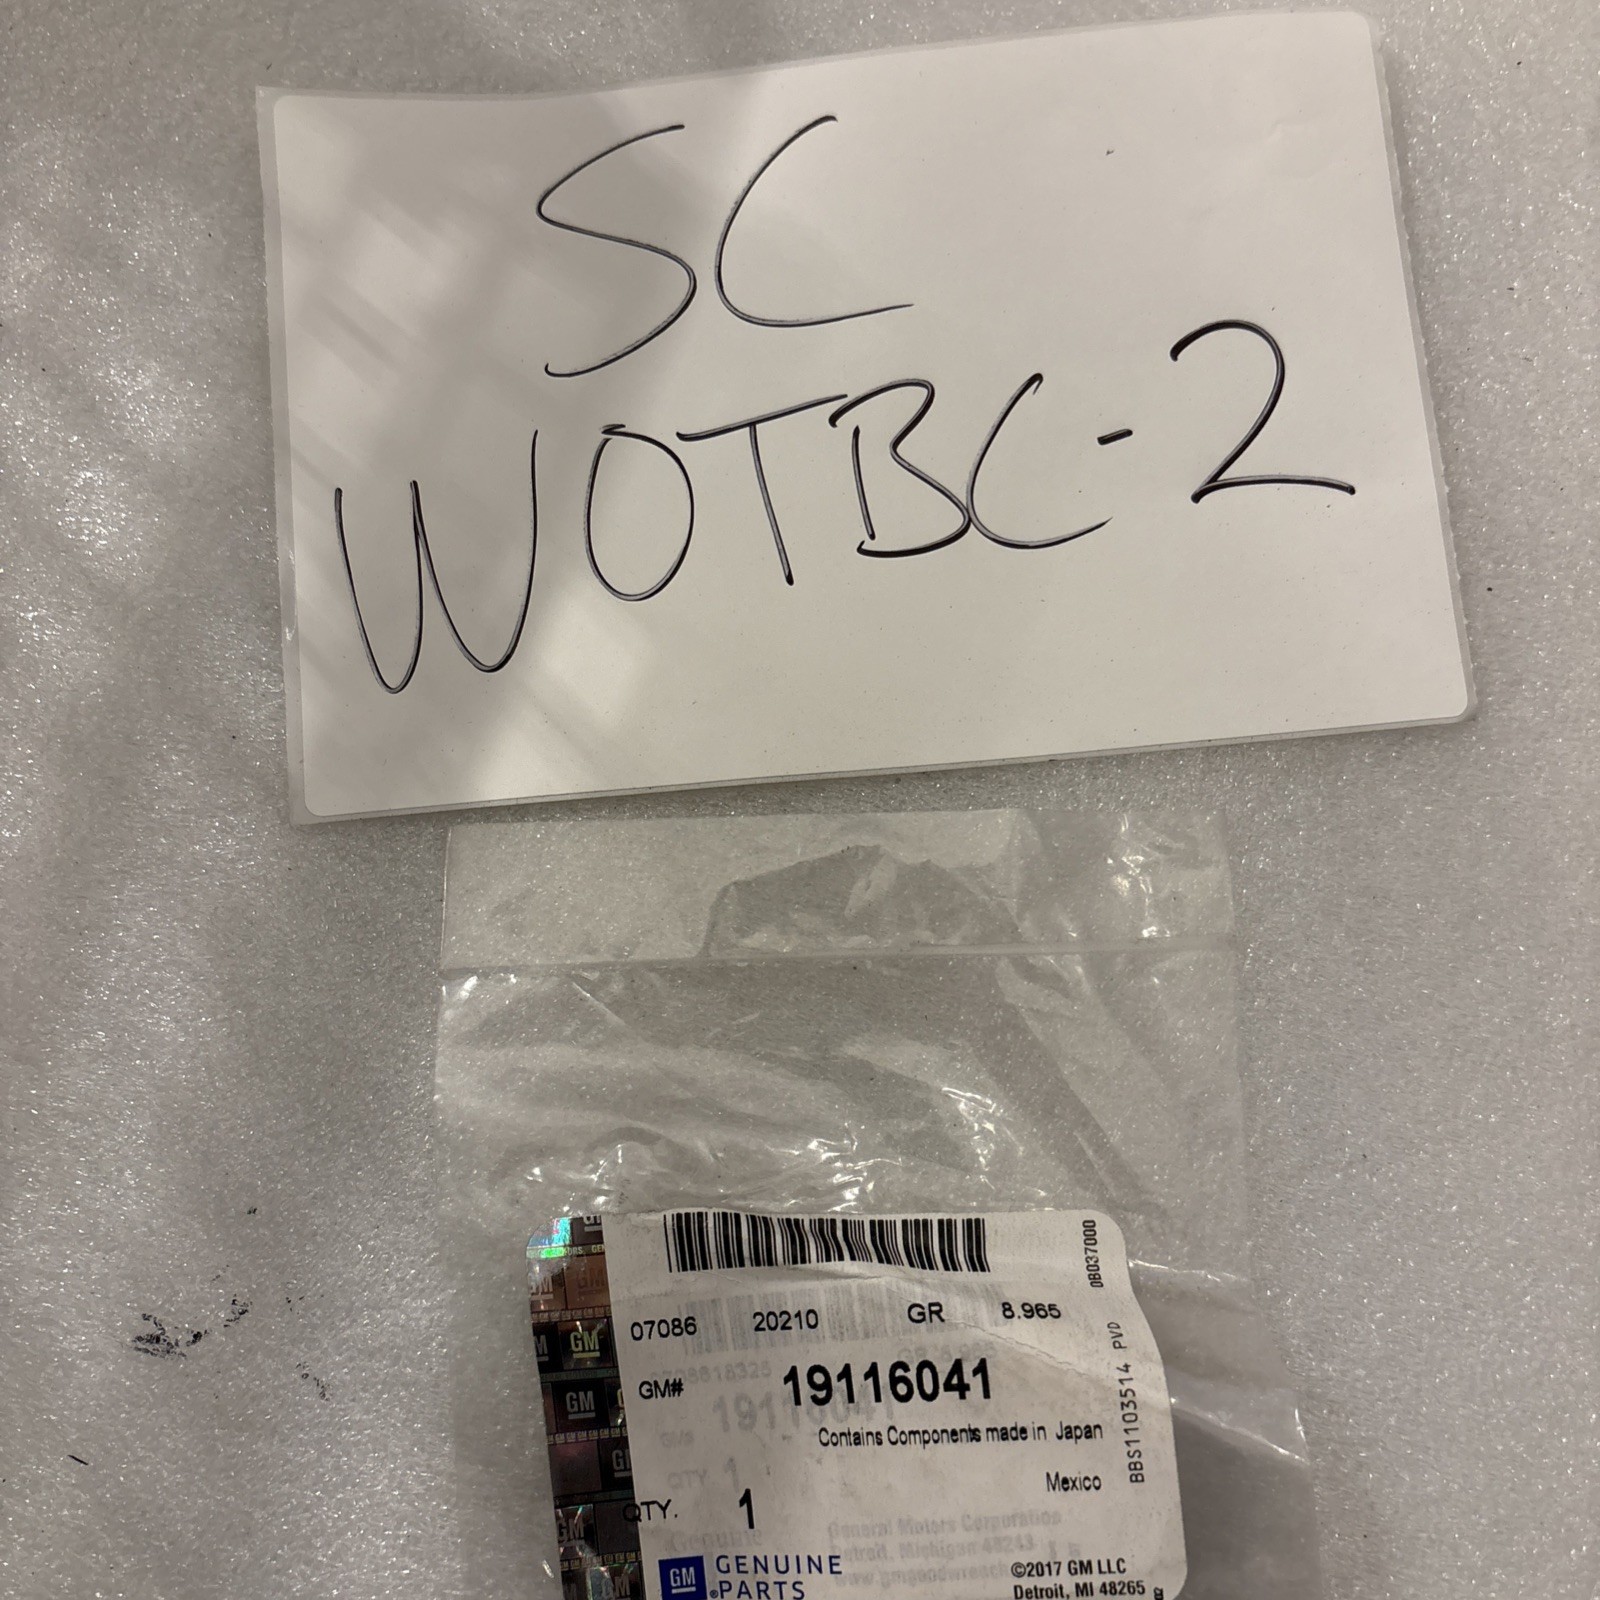 SC
WOTBC-2
07086 20210 GR 8.965
GM# 19116041
Contains Components made in Japan
Mexico
QTY. 1
GM GENUINE PARTS
©2017 GM LLC
Detroit, MI 48265
0B037000
BBS1103514 PVD